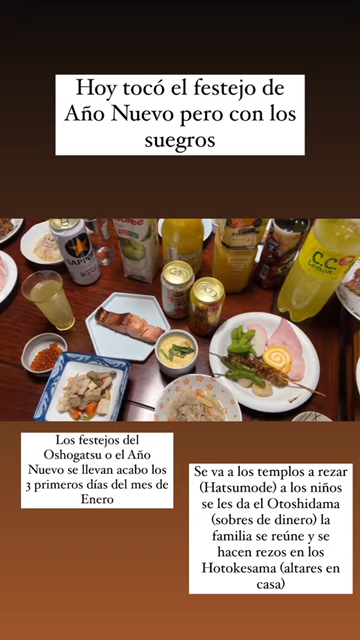 Hoy tocó el festejo de
Año Nuevo pero con los
suegros
SAPPORO
C.C.
Lemon
Los festejos del
Oshogatsu o el Año
Nuevo se llevan acabo los
3 primeros días del mes de
Enero
Se va a los templos a rezar
(Hatsumode) a los niños
se les da el Otoshidama
(sobres de dinero) la
familia se reúne y se
hacen rezos en los
Hotokesama (altares en
casa)